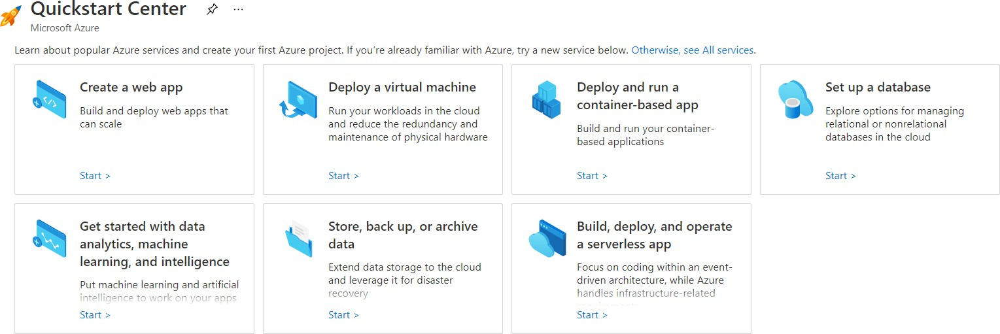 Quickstart Center
...
Microsoft Azure
Learn about popular Azure services and create your first Azure project. If you’re already familiar with Azure, try a new service below. Otherwise, see All services.
Create a web app
Build and deploy web apps that
can scale
Start >
Deploy a virtual machine
Run your workloads in the cloud
and reduce the redundancy and
maintenance of physical hardware
Start >
Deploy and run a
container-based app
Build and run your container-
based applications
Start >
Set up a database
Explore options for managing
relational or nonrelational
databases in the cloud
Start >
Get started with data
analytics, machine
learning, and intelligence
Put machine learning and artificial
intelligence to work on your apps
Start >
Store, back up, or archive
data
Extend data storage to the cloud
and leverage it for disaster
recovery
Start >
Build, deploy, and operate
a serverless app
Focus on coding within an event-
driven architecture, while Azure
handles infrastructure-related
Start >